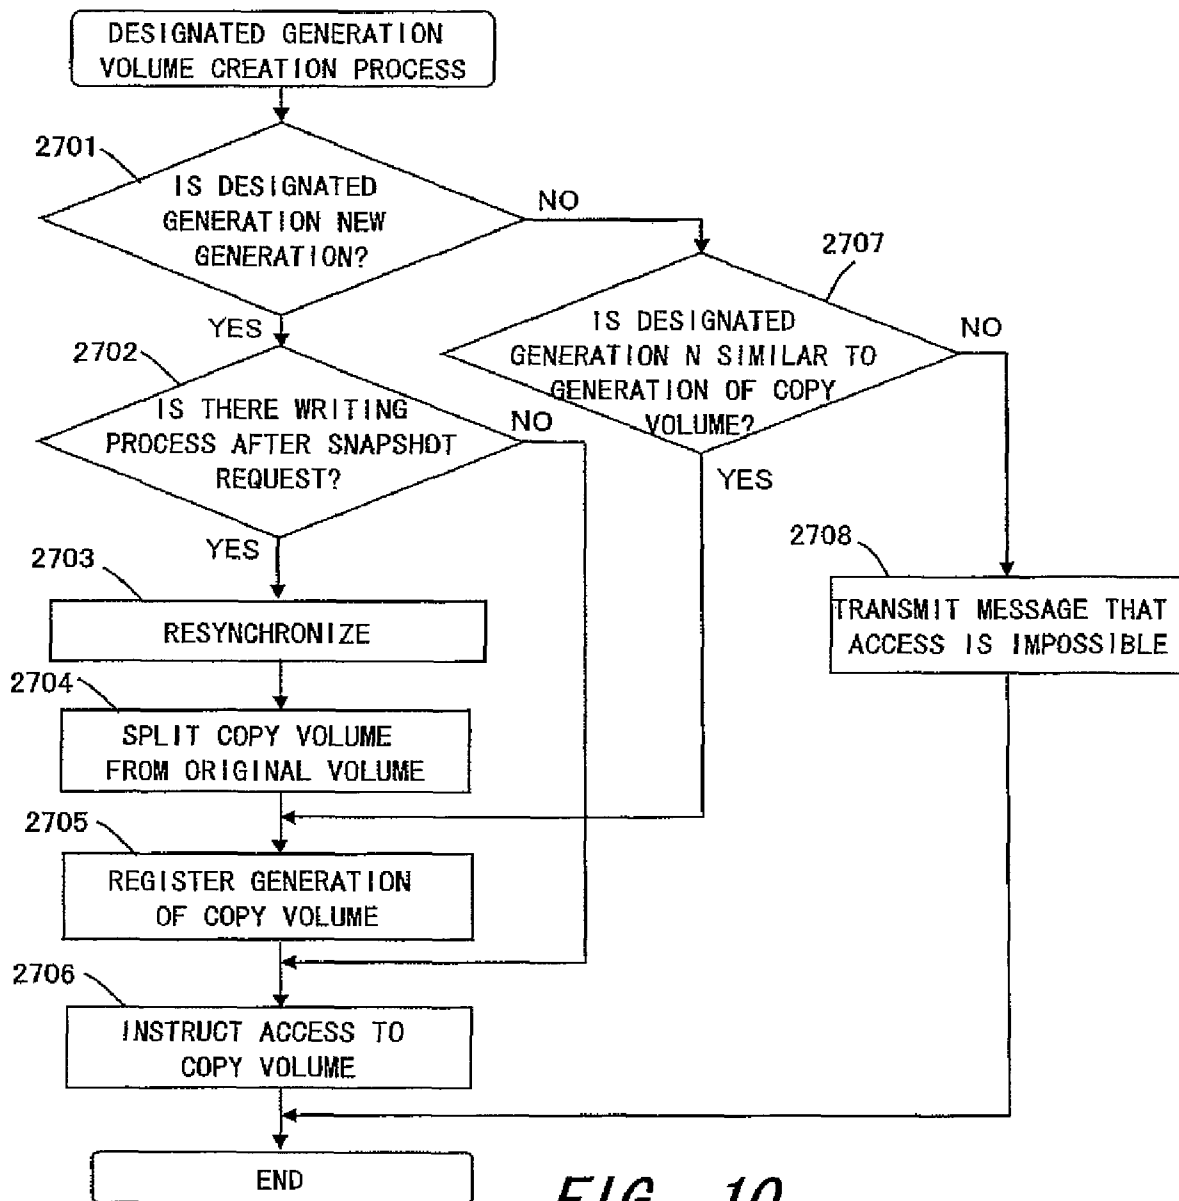 DESIGNATED GENERATION
VOLUME CREATION PROCESS
2701
IS DESIGNATED
GENERATION NEW
GENERATION?
NO
YES
2707
IS DESIGNATED
GENERATION N SIMILAR TO
GENERATION OF COPY
VOLUME?
NO
YES
2702
IS THERE WRITING
PROCESS AFTER SNAPSHOT
REQUEST?
NO
YES
2703
RESYNCHRONIZE
2708
TRANSMIT MESSAGE THAT
ACCESS IS IMPOSSIBLE
2704
SPLIT COPY VOLUME
FROM ORIGINAL VOLUME
2705
REGISTER GENERATION
OF COPY VOLUME
2706
INSTRUCT ACCESS TO
COPY VOLUME
END
FIG. 10